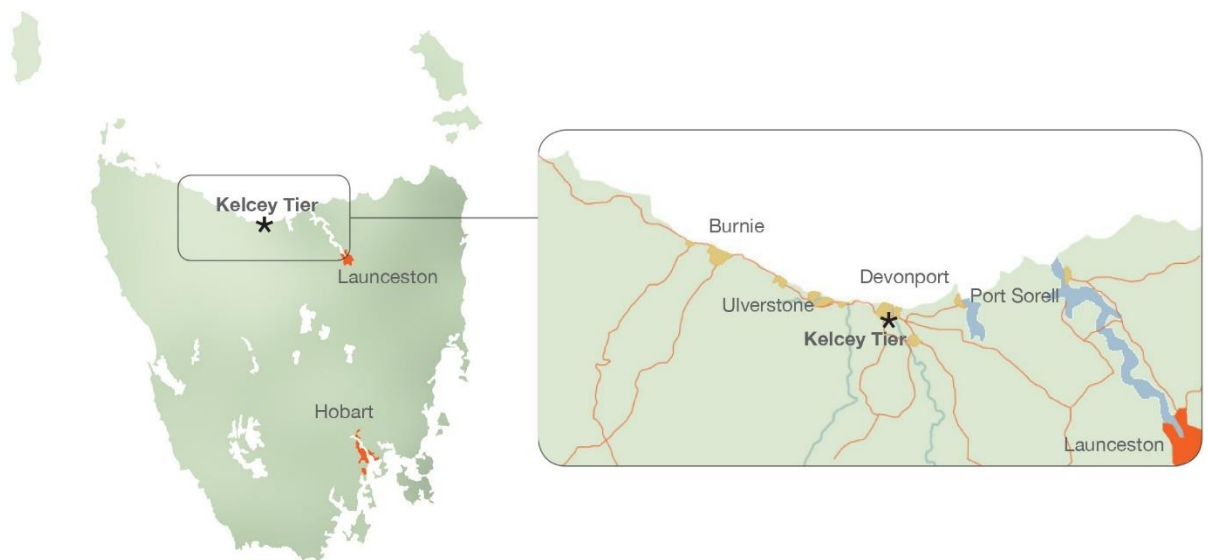 Kelcey Tier
*
Launceston
Hobart
Burnie
Devonport
Ulverstone
Port Sorell
*
Kelcey Tier
Launceston